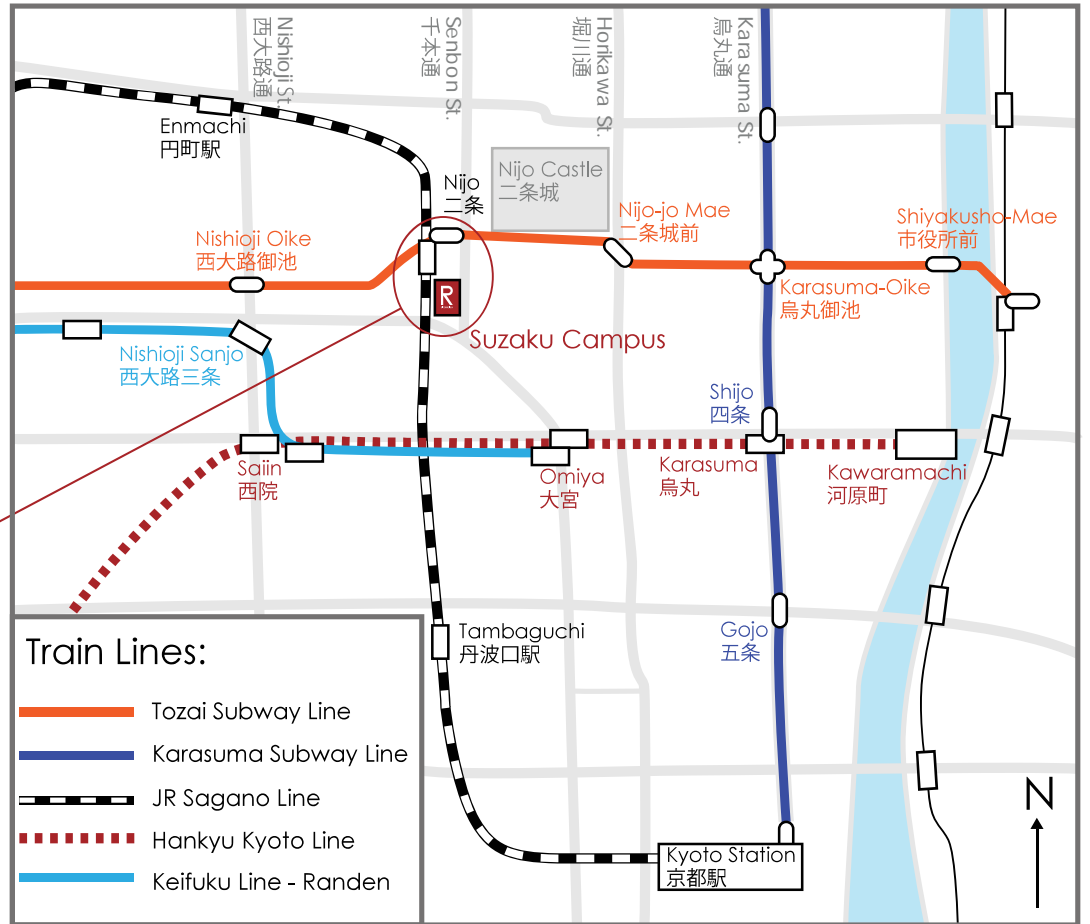 Nishioji St.
西大路通
Senbon St.
千本通
Horikawa St.
堀川通
Karasuma St.
烏丸通
Enmachi
円町駅
Nijo
二条
Nijo Castle
二条城
Nishioji Oike
西大路御池
Nijo-jo Mae
二条城前
Shiyakusho-Mae
市役所前
Karasuma-Oike
烏丸御池
R
Suzaku Campus
Nishioji Sanjo
西大路三条
Shijo
四条
Saiin
西院
Omiya
大宮
Karasuma
烏丸
Kawaramachi
河原町
Tambaguchi
丹波口駅
Gojo
五条
Kyoto Station
京都駅
N
Train Lines:
Tozai Subway Line
Karasuma Subway Line
JR Sagano Line
Hankyu Kyoto Line
Keifuku Line - Randen